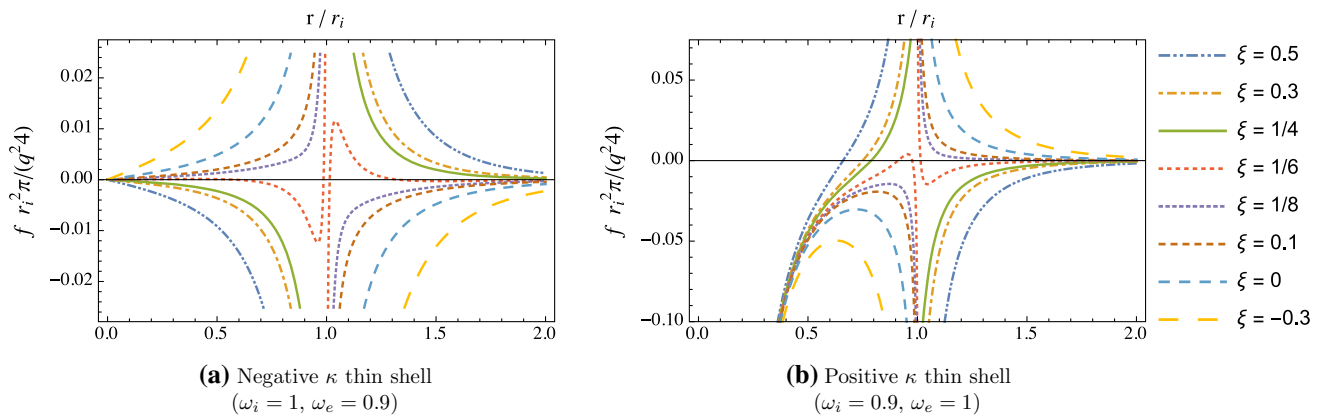 r / r_i
f r_i^2 π/(q^2 4)
0.02
0.01
0.00
−0.01
−0.02
0.0 0.5 1.0 1.5 2.0
(a) Negative κ thin shell
(ω_i = 1, ω_e = 0.9)
r / r_i
f r_i^2 π/(q^2 4)
0.05
0.00
−0.05
−0.10
0.0 0.5 1.0 1.5 2.0
(b) Positive κ thin shell
(ω_i = 0.9, ω_e = 1)
ξ = 0.5
ξ = 0.3
ξ = 1/4
ξ = 1/6
ξ = 1/8
ξ = 0.1
ξ = 0
ξ = −0.3